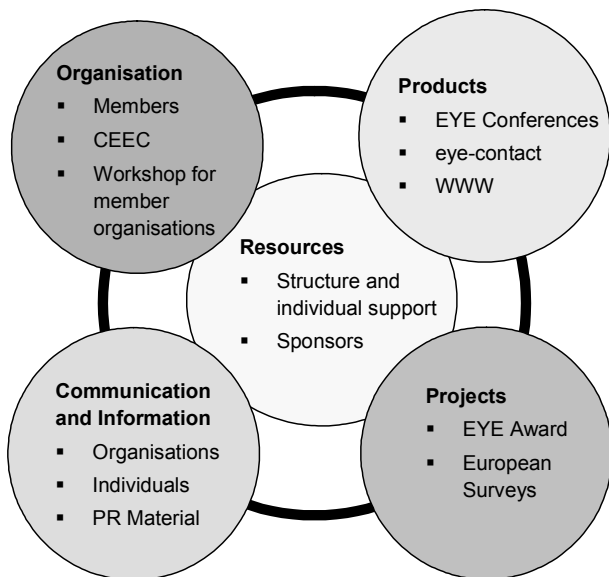 Organisation
▪ Members
▪ CEEC
▪ Workshop for
member
organisations
Products
▪ EYE Conferences
▪ eye-contact
▪ WWW
Resources
▪ Structure and
individual support
▪ Sponsors
Communication
and Information
▪ Organisations
▪ Individuals
▪ PR Material
Projects
▪ EYE Award
▪ European
Surveys